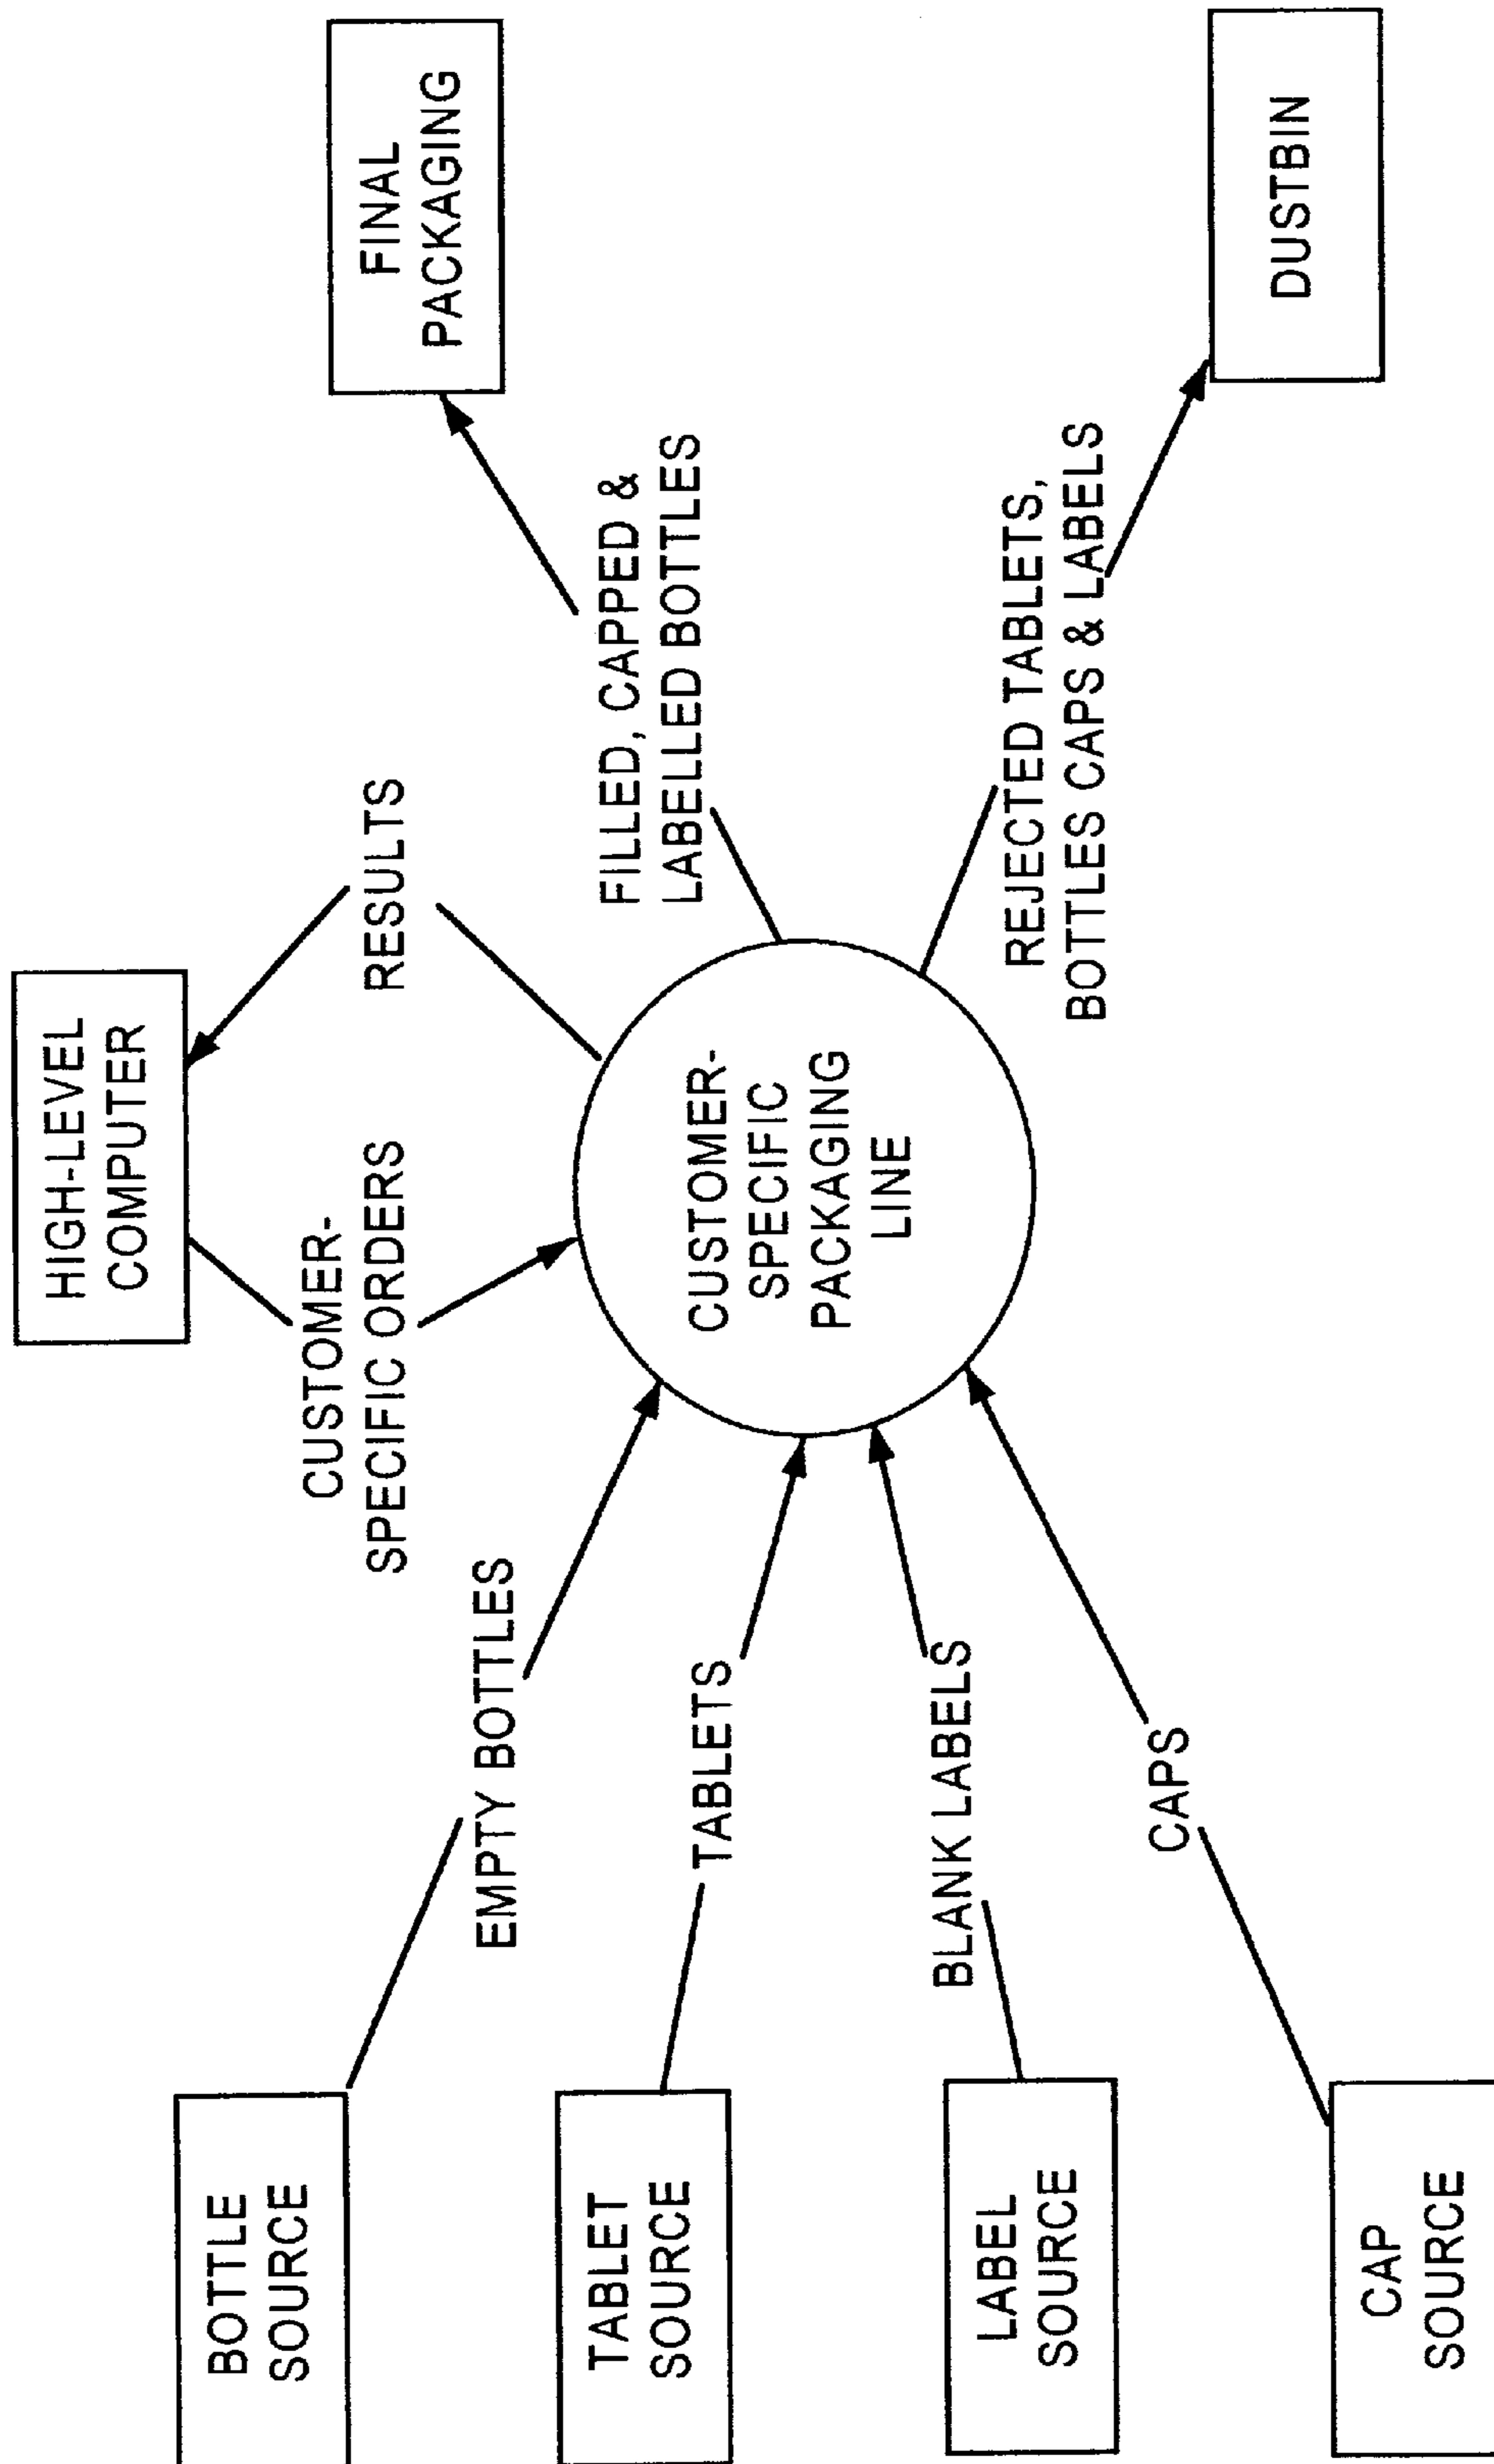 HIGH-LEVEL
COMPUTER
CUSTOMER-
SPECIFIC ORDERS
RESULTS
BOTTLE
SOURCE
EMPTY BOTTLES
TABLET
SOURCE
TABLETS
LABEL
SOURCE
BLANK LABELS
CAP
SOURCE
CAPS
CUSTOMER-
SPECIFIC
PACKAGING
LINE
FILLED, CAPPED &
LABELLED BOTTLES
FINAL
PACKAGING
REJECTED TABLETS,
BOTTLES CAPS & LABELS
DUSTBIN